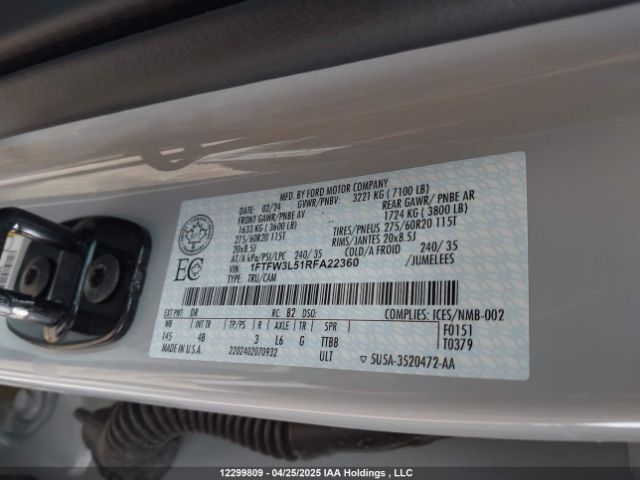 MFD. BY FORD MOTOR COMPANY
DATE: 02/24 GVWR/PNBV: 3221 KG ( 7100 LB)
FRONT GAWR/PNBE AV REAR GAWR/ PNBE AR
1633 KG ( 3600 LB) 1724 KG ( 3800 LB)
275/60R20 115T TIRES/PNEUS 275/60R20 115T
20x8.5J RIMS/JANTES 20x8.5J
AT/A kPa/PSI/LPC 240/ 35 COLD/A FROID 240/ 35
EC VIN: 1FTFW3L51RFA22360 /JUMELEES
TYPE: TRU/CAM
EXT PNT: DR RC: B2 DSO: COMPLIES: ICES/NMB-002
WB INT TR TP/PS R AXLE TR SPR F0151
145 4B 3 L6 G TTBB T0379
MADE IN U.S.A. 2202402070932 ULT 5U5A-3520472-AA
12299809 - 04/25/2025 IAA Holdings , LLC